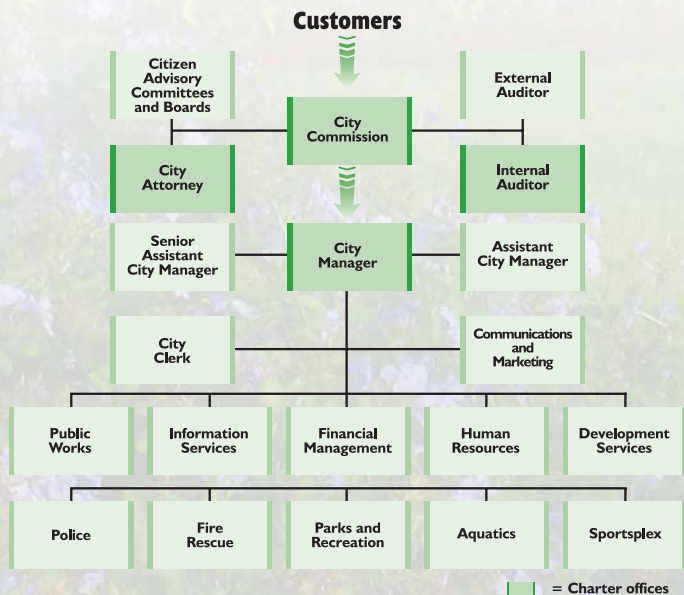 Customers
Citizen
Advisory
Committees
and Boards
External
Auditor
City
Commission
City
Attorney
Internal
Auditor
Senior
Assistant
City Manager
City
Manager
Assistant
City Manager
City
Clerk
Communications
and
Marketing
Public
Works
Information
Services
Financial
Management
Human
Resources
Development
Services
Police
Fire
Rescue
Parks and
Recreation
Aquatics
Sportsplex
= Charter offices